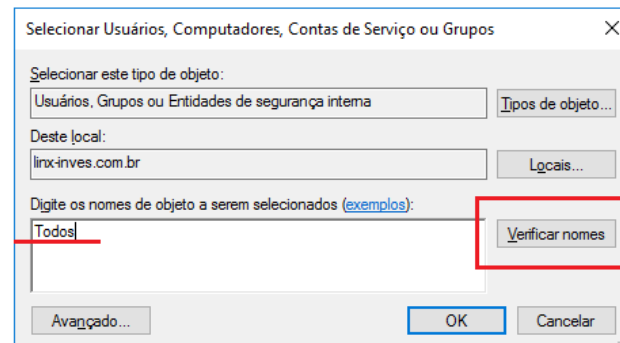 Selecionar Usuários, Computadores, Contas de Serviço ou Grupos
Selecionar este tipo de objeto:
Usuários, Grupos ou Entidades de segurança interna
Tipos de objeto...
Deste local:
linx-inves.com.br
Locais...
Digite os nomes de objeto a serem selecionados (exemplos):
Todos
Verificar nomes
Avançado...
OK
Cancelar